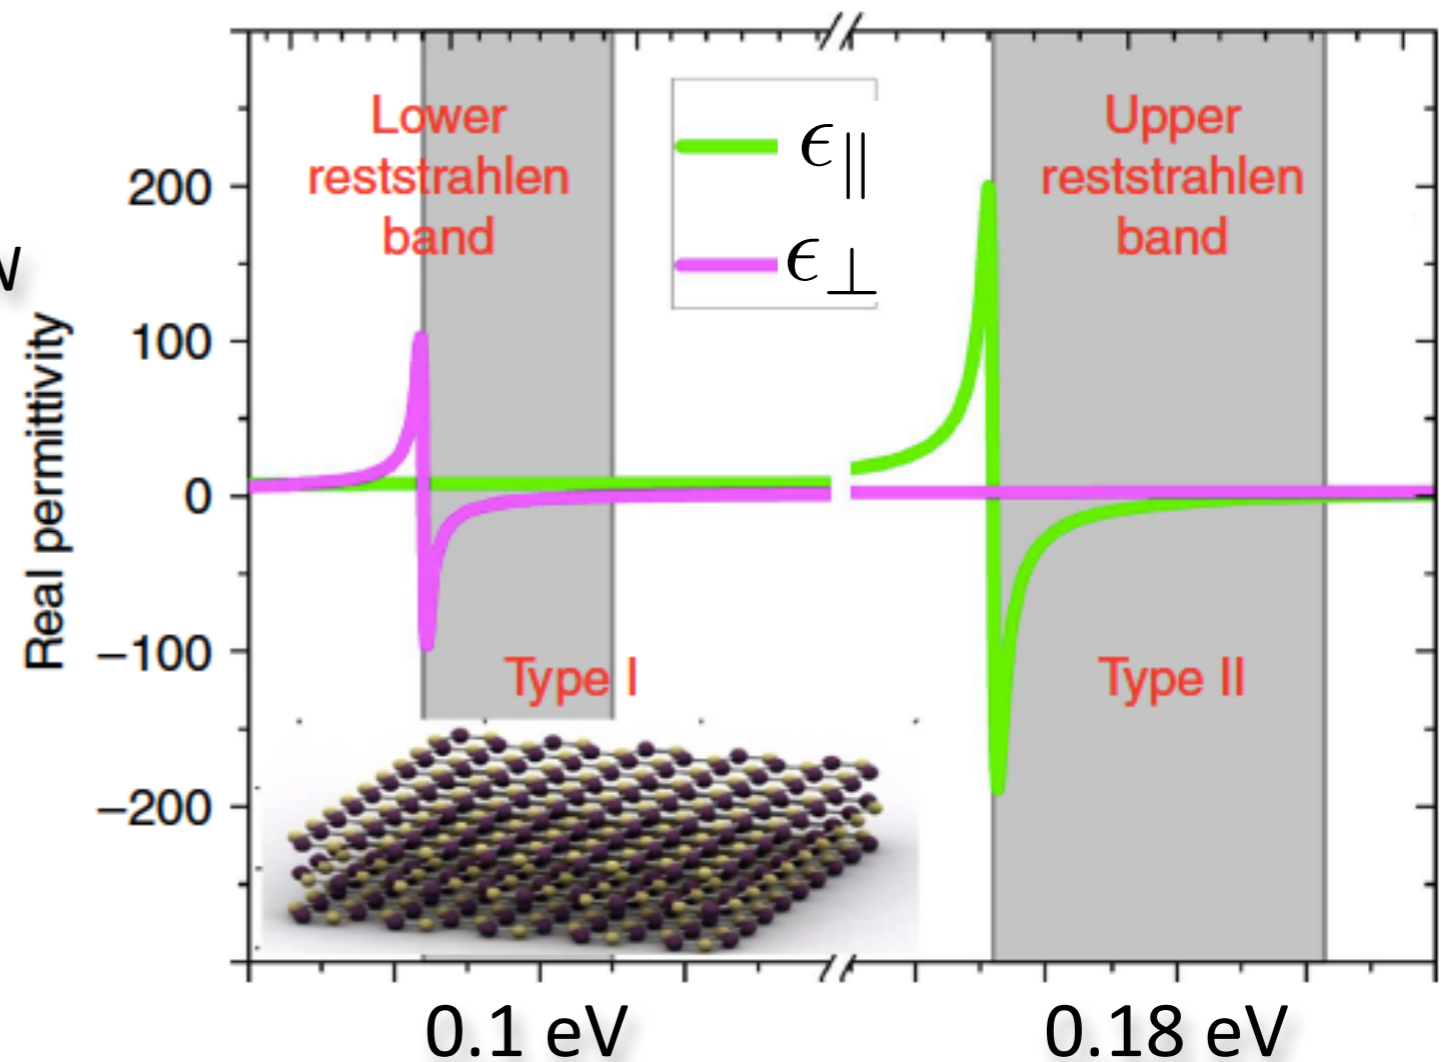 Lower
reststrahlen
band
Upper
reststrahlen
band
ϵ||
ϵ⊥
Real permittivity
200
100
0
−100
−200
Type I
Type II
0.1 eV
0.18 eV